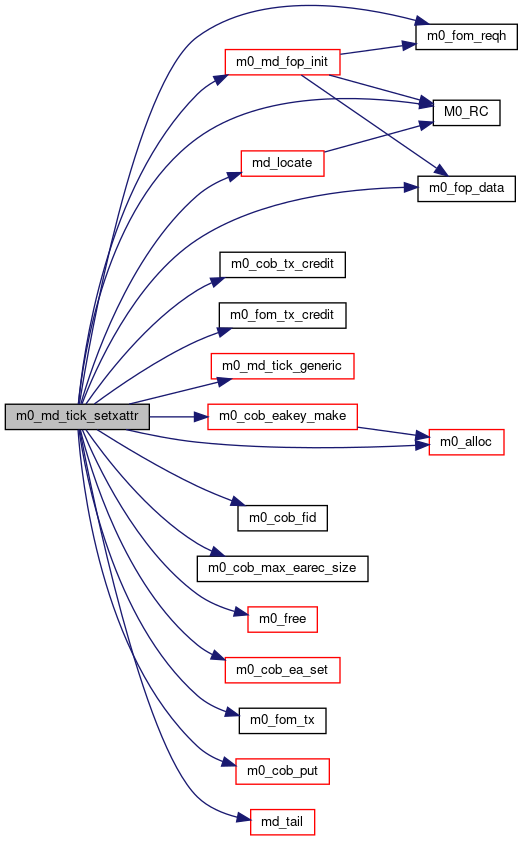 m0_fom_reqh
m0_md_fop_init
M0_RC
md_locate
m0_fop_data
m0_cob_tx_credit
m0_fom_tx_credit
m0_md_tick_generic
m0_md_tick_setxattr
m0_cob_eakey_make
m0_alloc
m0_cob_fid
m0_cob_max_earec_size
m0_free
m0_cob_ea_set
m0_fom_tx
m0_cob_put
md_tail